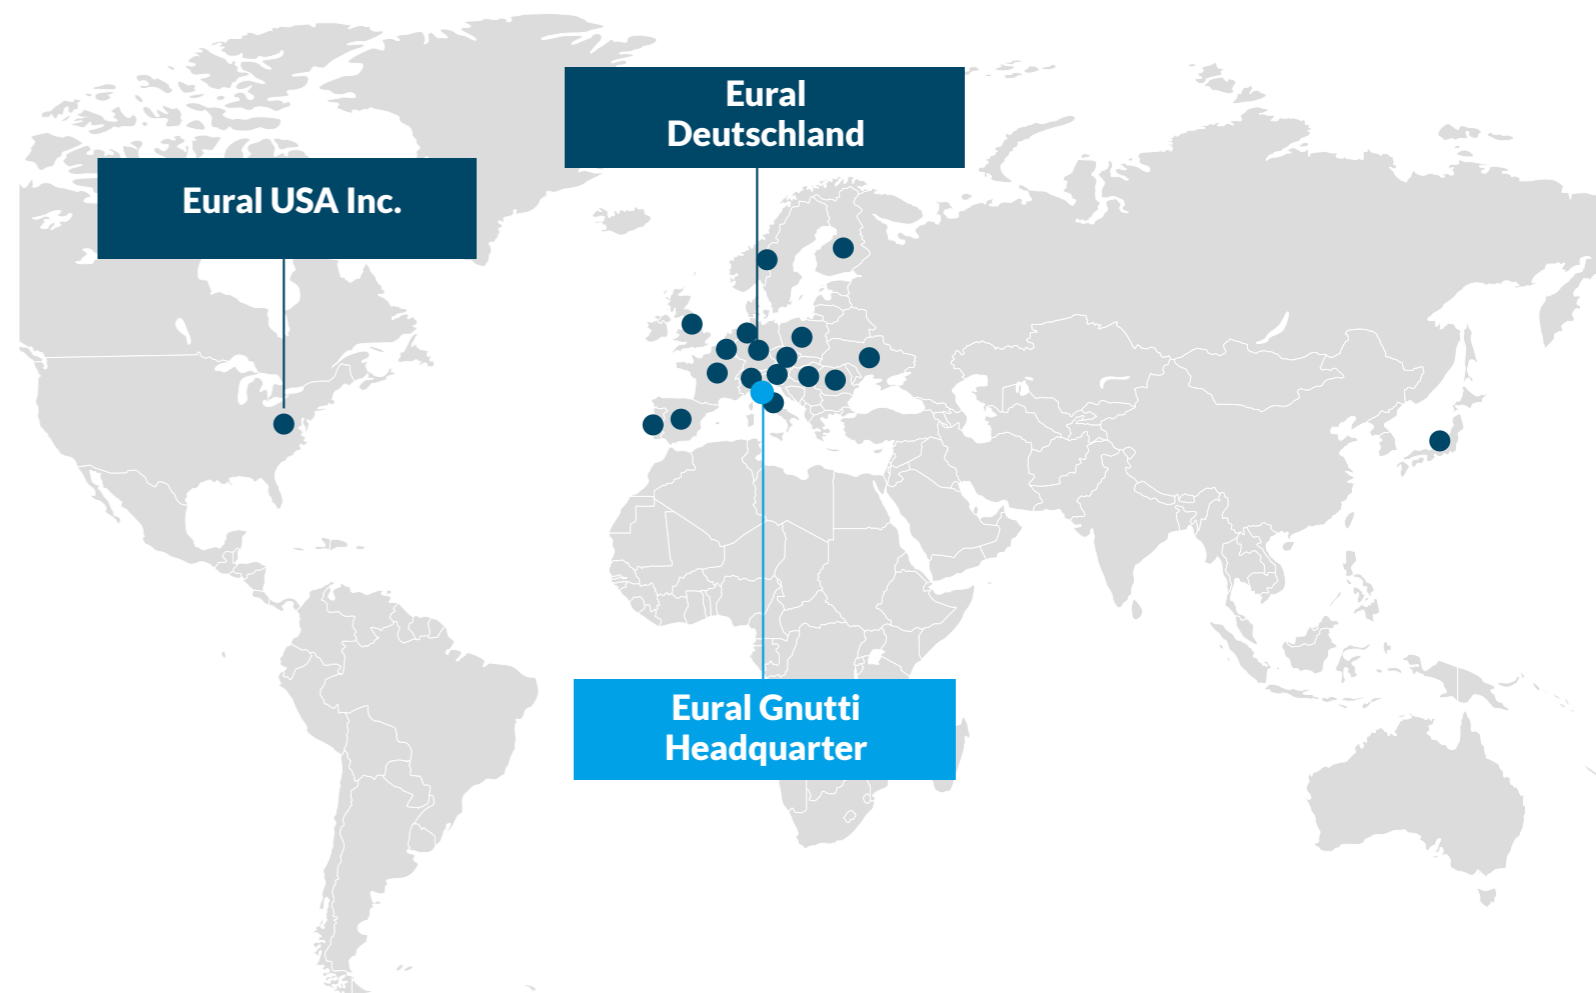 Eural
Deutschland
Eural USA Inc.
Eural Gnutti
Headquarter